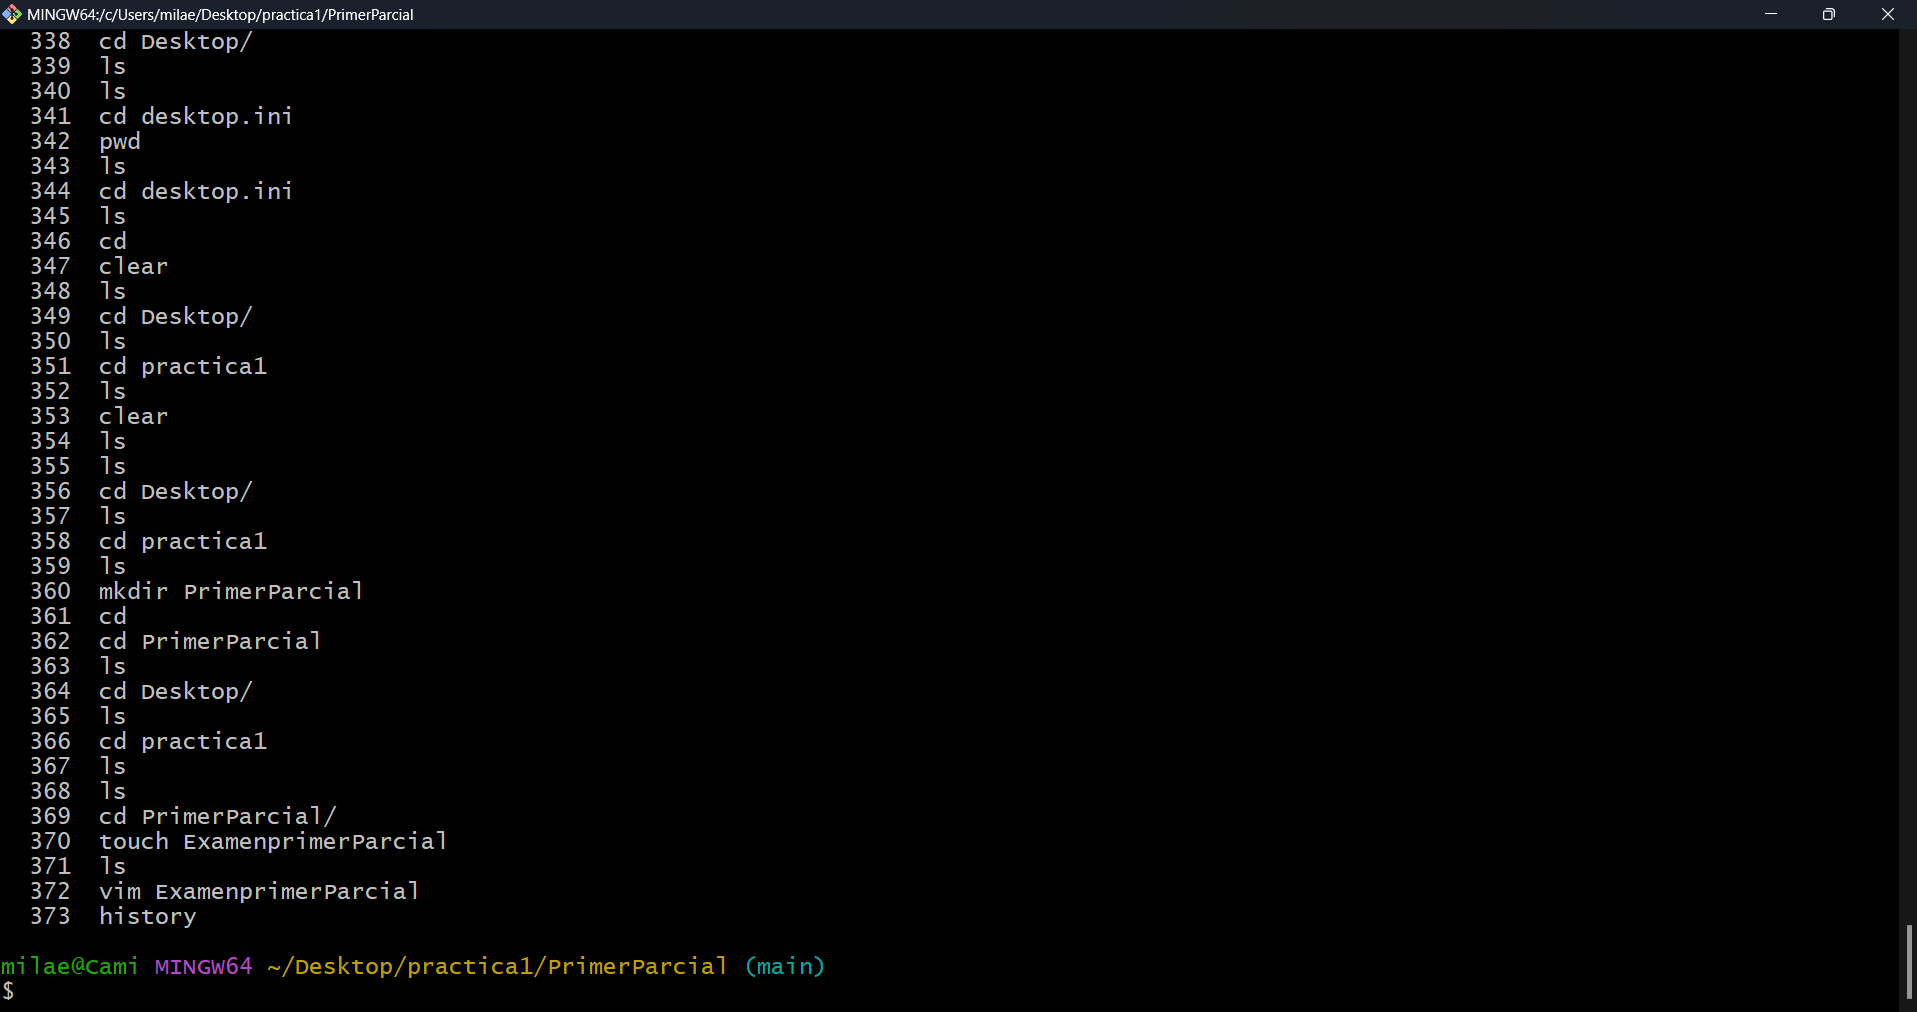 MINGW64:/c/Users/milae/Desktop/practica1/PrimerParcial
338 cd Desktop/
339 ls
340 ls
341 cd desktop.ini
342 pwd
343 ls
344 cd desktop.ini
345 ls
346 cd
347 clear
348 ls
349 cd Desktop/
350 ls
351 cd practica1
352 ls
353 clear
354 ls
355 ls
356 cd Desktop/
357 ls
358 cd practica1
359 ls
360 mkdir PrimerParcial
361 cd
362 cd PrimerParcial
363 ls
364 cd Desktop/
365 ls
366 cd practica1
367 ls
368 ls
369 cd PrimerParcial/
370 touch ExamenprimerParcial
371 ls
372 vim ExamenprimerParcial
373 history
milae@Cami MINGW64 ~/Desktop/practica1/PrimerParcial (main)
$